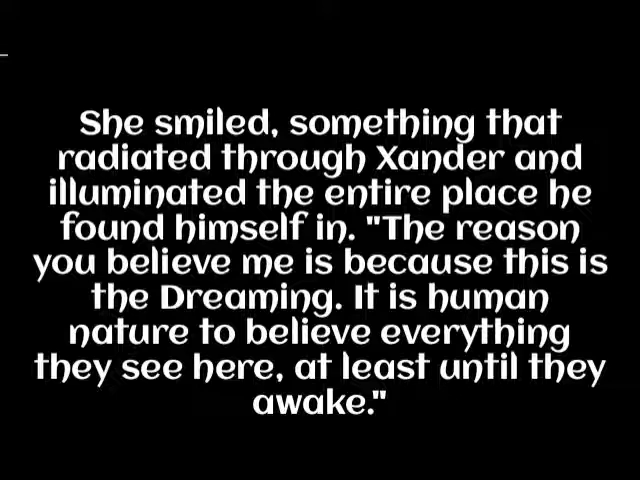 She smiled, something that
radiated through Xander and
illuminated the entire place he
found himself in. "The reason
you believe me is because this is
the Dreaming. It is human
nature to believe everything
they see here, at least until they
awake."